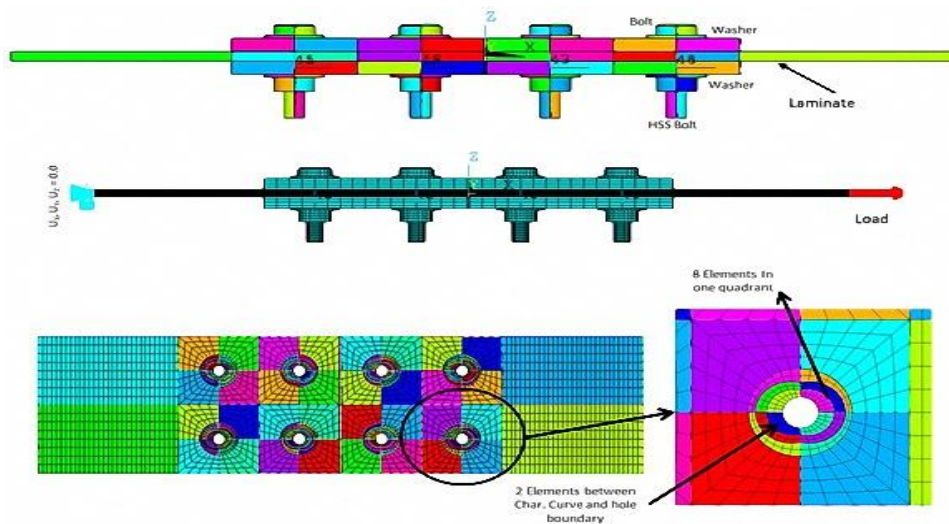 Z
Bolt
Washer
X
Washer
Laminate
HSS Bolt
Z
X
Load
8 Elements In
one quadrant
2 Elements between
Char. Curve and hole
boundary